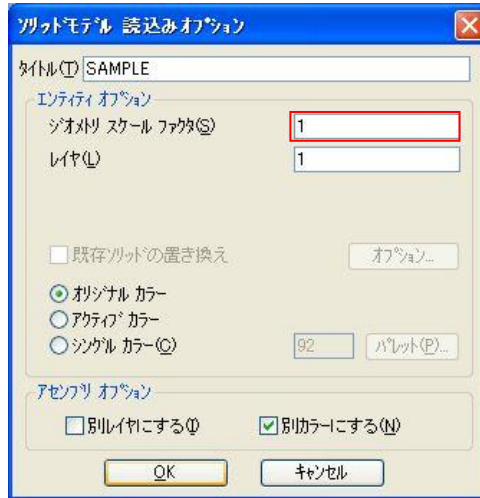 ｿﾘｯﾄﾞﾓﾃﾞﾙ 読込みｵﾌﾟｼｮﾝ
ﾀｲﾄﾙ(T) SAMPLE
ｴﾝﾃｨﾃｨ ｵﾌﾟｼｮﾝ
ｼﾞｵﾒﾄﾘ ｽｹｰﾙ ﾌｧｸﾀ(S) 1
ﾚｲﾔ(L) 1
既存ｿﾘｯﾄﾞの置き換え ｵﾌﾟｼｮﾝ...
ｵﾘｼﾞﾅﾙ ｶﾗｰ
ｱｸﾃｨﾌﾞ ｶﾗｰ
ｼﾝｸﾞﾙ ｶﾗｰ(C) 92 ﾊﾟﾚｯﾄ(P)...
ｱｾﾝﾌﾞﾘ ｵﾌﾟｼｮﾝ
別ﾚｲﾔにする(I) 別ｶﾗｰにする(N)
OK ｷｬﾝｾﾙ